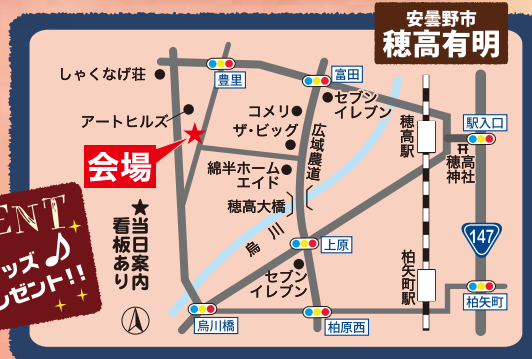 安曇野市
穂高有明
しゃくなげ荘
豊里
富田
セブン
イレブン
アートヒルズ
コメリ
ザ・ビッグ
広域農道
穂高駅
駅入口
穂高
神社
会場
綿半ホーム
エイド
穂高大橋
烏川
上原
セブン
イレブン
147
柏矢町駅
柏矢町
烏川橋
柏原西
★当日案内
看板あり
ENT
ッズ♪
レゼント!!